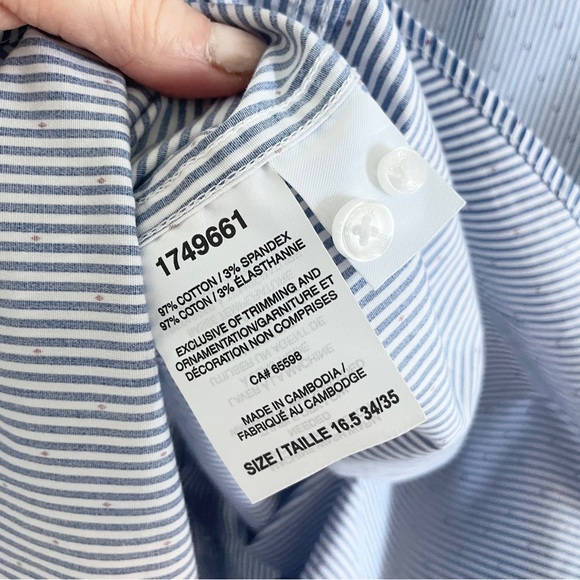 1749661
97% COTTON / 3% SPANDEX
97% COTON / 3% ÉLASTHANNE
EXCLUSIVE OF TRIMMING AND
ORNAMENTATION/GARNITURE ET
DÉCORATION NON COMPRISES
CA# 65598
MADE IN CAMBODIA /
FABRIQUÉ AU CAMBODGE
SIZE / TAILLE 16.5 34/35